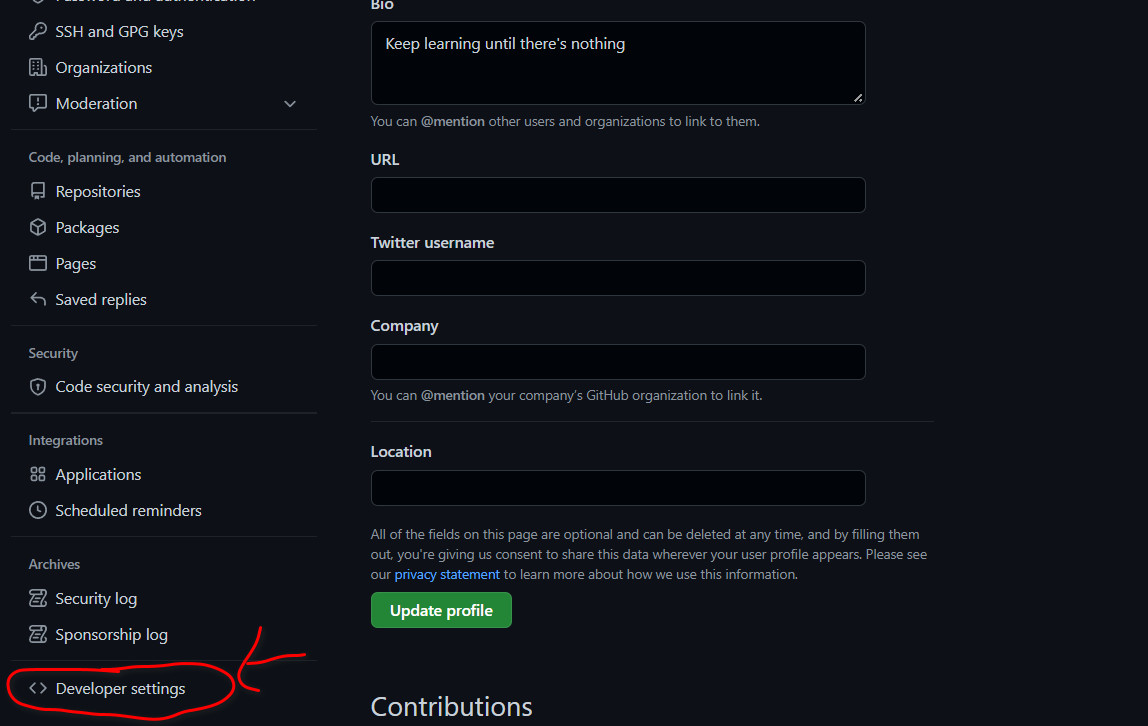 Password and authentication
SSH and GPG keys
Organizations
Moderation
Code, planning, and automation
Repositories
Packages
Pages
Saved replies
Security
Code security and analysis
Integrations
Applications
Scheduled reminders
Archives
Security log
Sponsorship log
Developer settings
Bio
Keep learning until there's nothing
You can @mention other users and organizations to link to them.
URL
Twitter username
Company
You can @mention your company's GitHub organization to link it.
Location
All of the fields on this page are optional and can be deleted at any time, and by filling them
out, you're giving us consent to share this data wherever your user profile appears. Please see
our privacy statement to learn more about how we use this information.
Update profile
Contributions